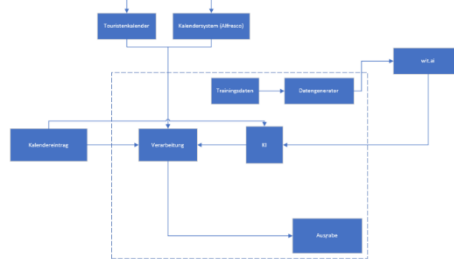 Touristenkalender
Kalendersystem (Alfresco)
wit.ai
Trainingsdaten
Datengenerator
Kalendereintrag
Verarbeitung
KI
Ausgabe